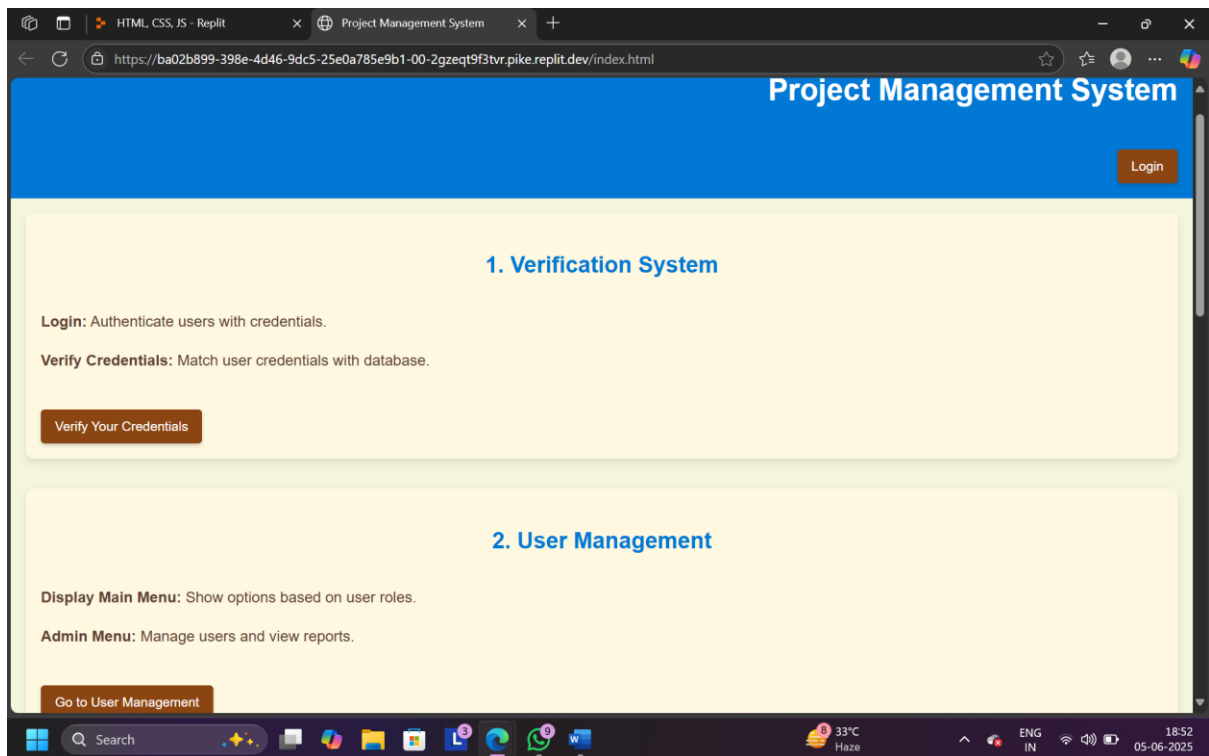 HTML, CSS, JS - Replit
Project Management System
https://ba02b899-398e-4d46-9dc5-25e0a785e9b1-00-2gzeqt9f3tvr.pike.replit.dev/index.html
Project Management System
Login
1. Verification System
Login: Authenticate users with credentials.
Verify Credentials: Match user credentials with database.
Verify Your Credentials
2. User Management
Display Main Menu: Show options based on user roles.
Admin Menu: Manage users and view reports.
Go to User Management
Search
L
3
9
W
8
33°C
Haze
ENG
IN
18:52
05-06-2025